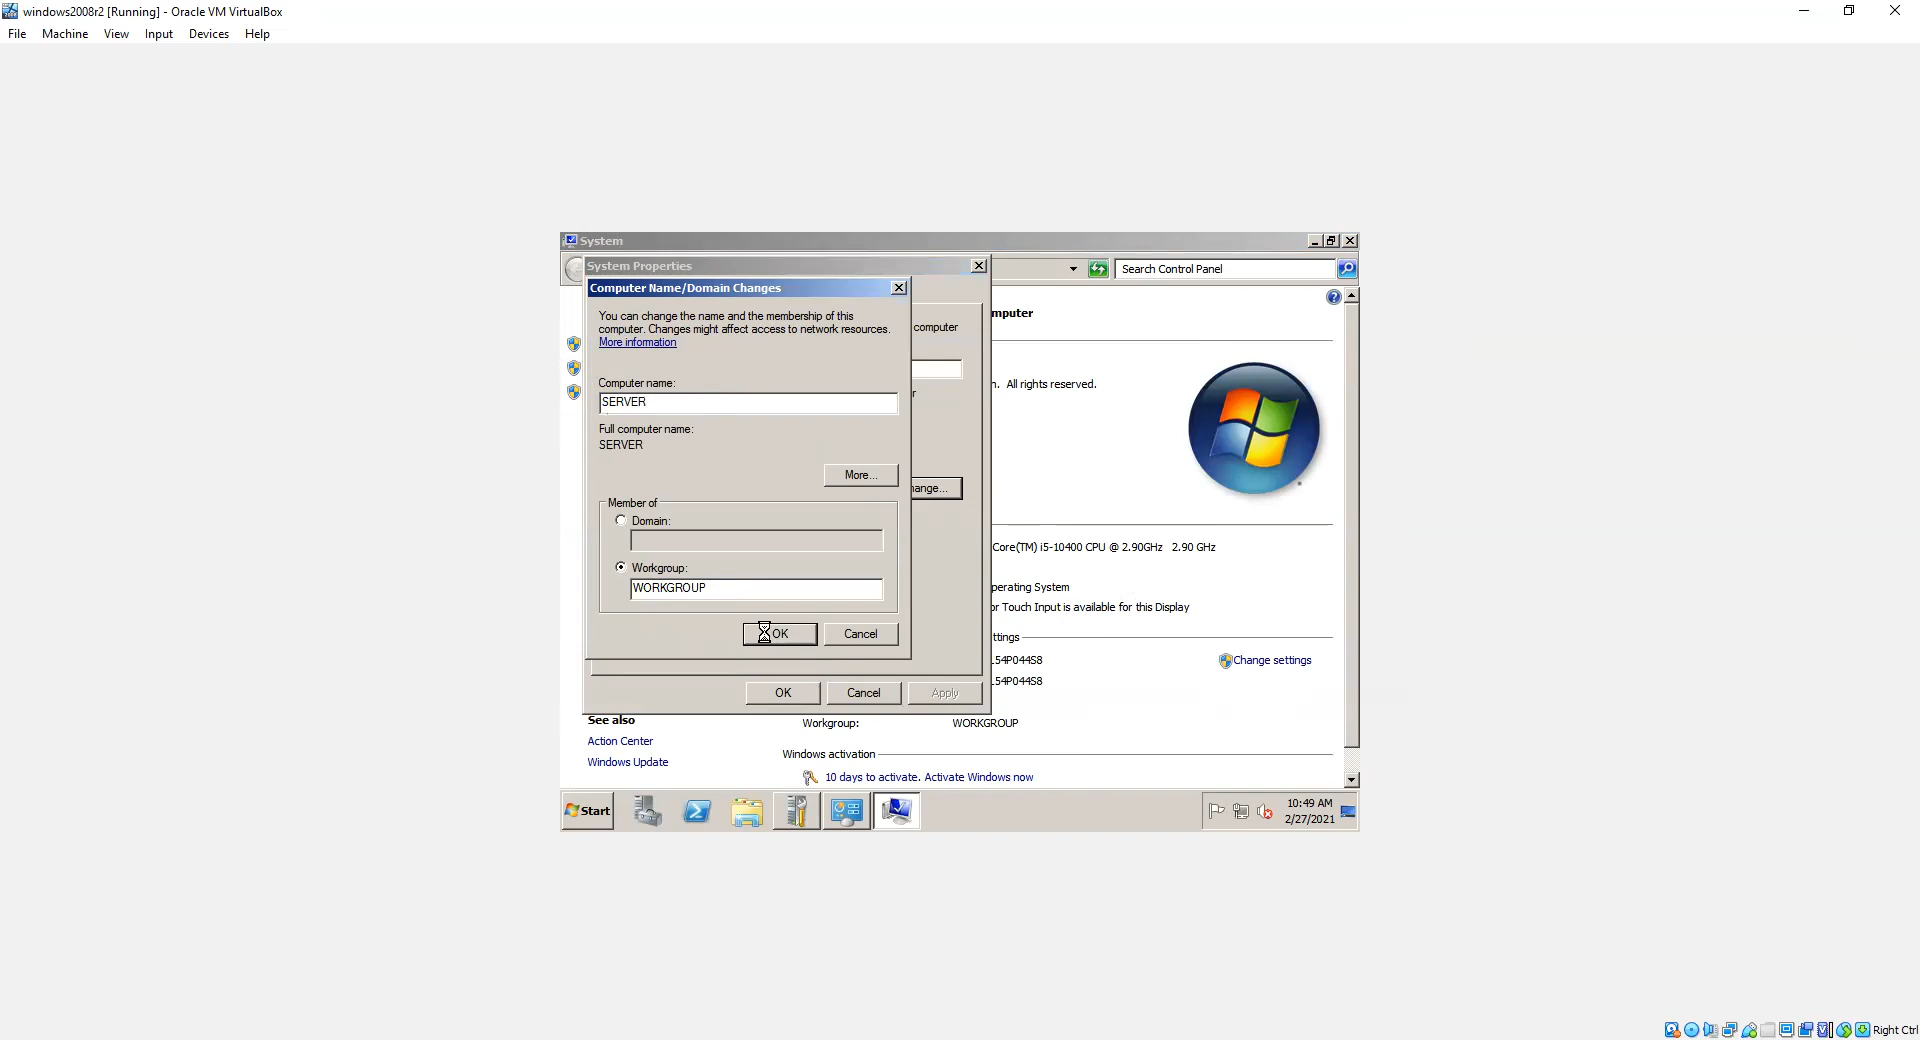 windows2008r2 [Running] - Oracle VM VirtualBox
File Machine View Input Devices Help
System
System Properties
Search Control Panel
Computer Name/Domain Changes
mputer
You can change the name and the membership of this
computer. Changes might affect access to network resources.
More information
computer
Computer name:
SERVER
n. All rights reserved.
r
Full computer name:
SERVER
More...
hange...
Member of
Domain:
Workgroup:
WORKGROUP
Core(TM) i5-10400 CPU @ 2.90GHz 2.90 GHz
perating System
or Touch Input is available for this Display
OK Cancel
ttings
54P044S8
Change settings
54P044S8
OK Cancel Apply
See also
Workgroup: WORKGROUP
Action Center
Windows activation
Windows Update
10 days to activate. Activate Windows now
Start
10:49 AM
2/27/2021
Right Ctrl